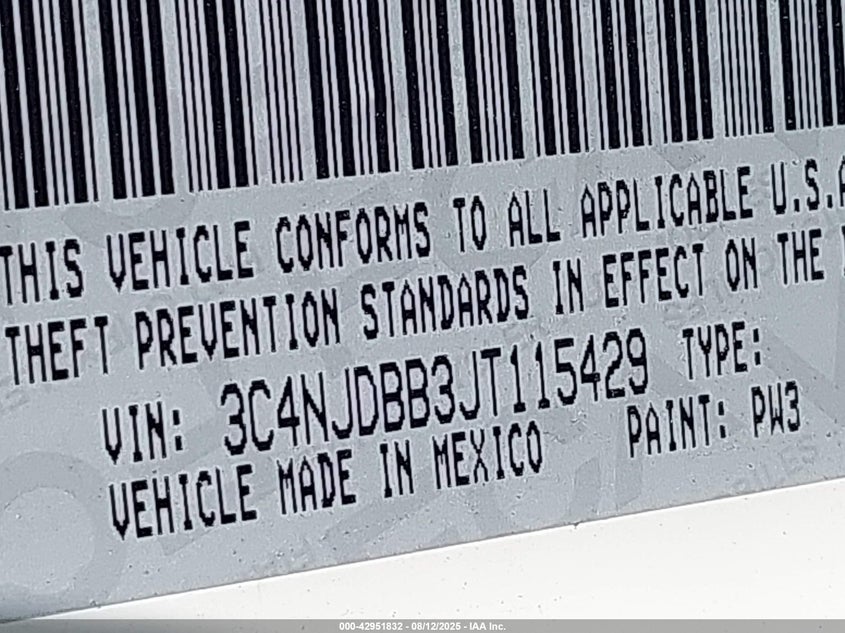 THIS VEHICLE CONFORMS TO ALL APPLICABLE U.S.A
THEFT PREVENTION STANDARDS IN EFFECT ON THE
VIN: 3C4NJDBB3JT115429 TYPE:
VEHICLE MADE IN MEXICO PAINT: PW3
000-42951832 - 08/12/2025 - IAA Inc.